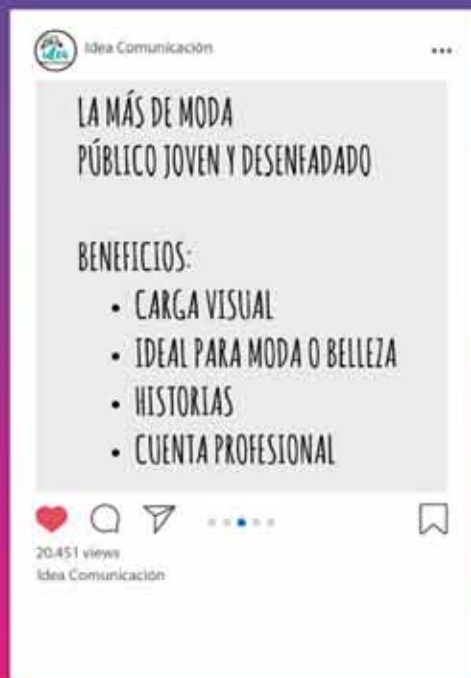 idea
Idea Comunicación
LA MÁS DE MODA
PÚBLICO JOVEN Y DESENFADADO
BENEFICIOS:
• CARGA VISUAL
• IDEAL PARA MODA O BELLEZA
• HISTORIAS
• CUENTA PROFESIONAL
20.451 views
Idea Comunicación